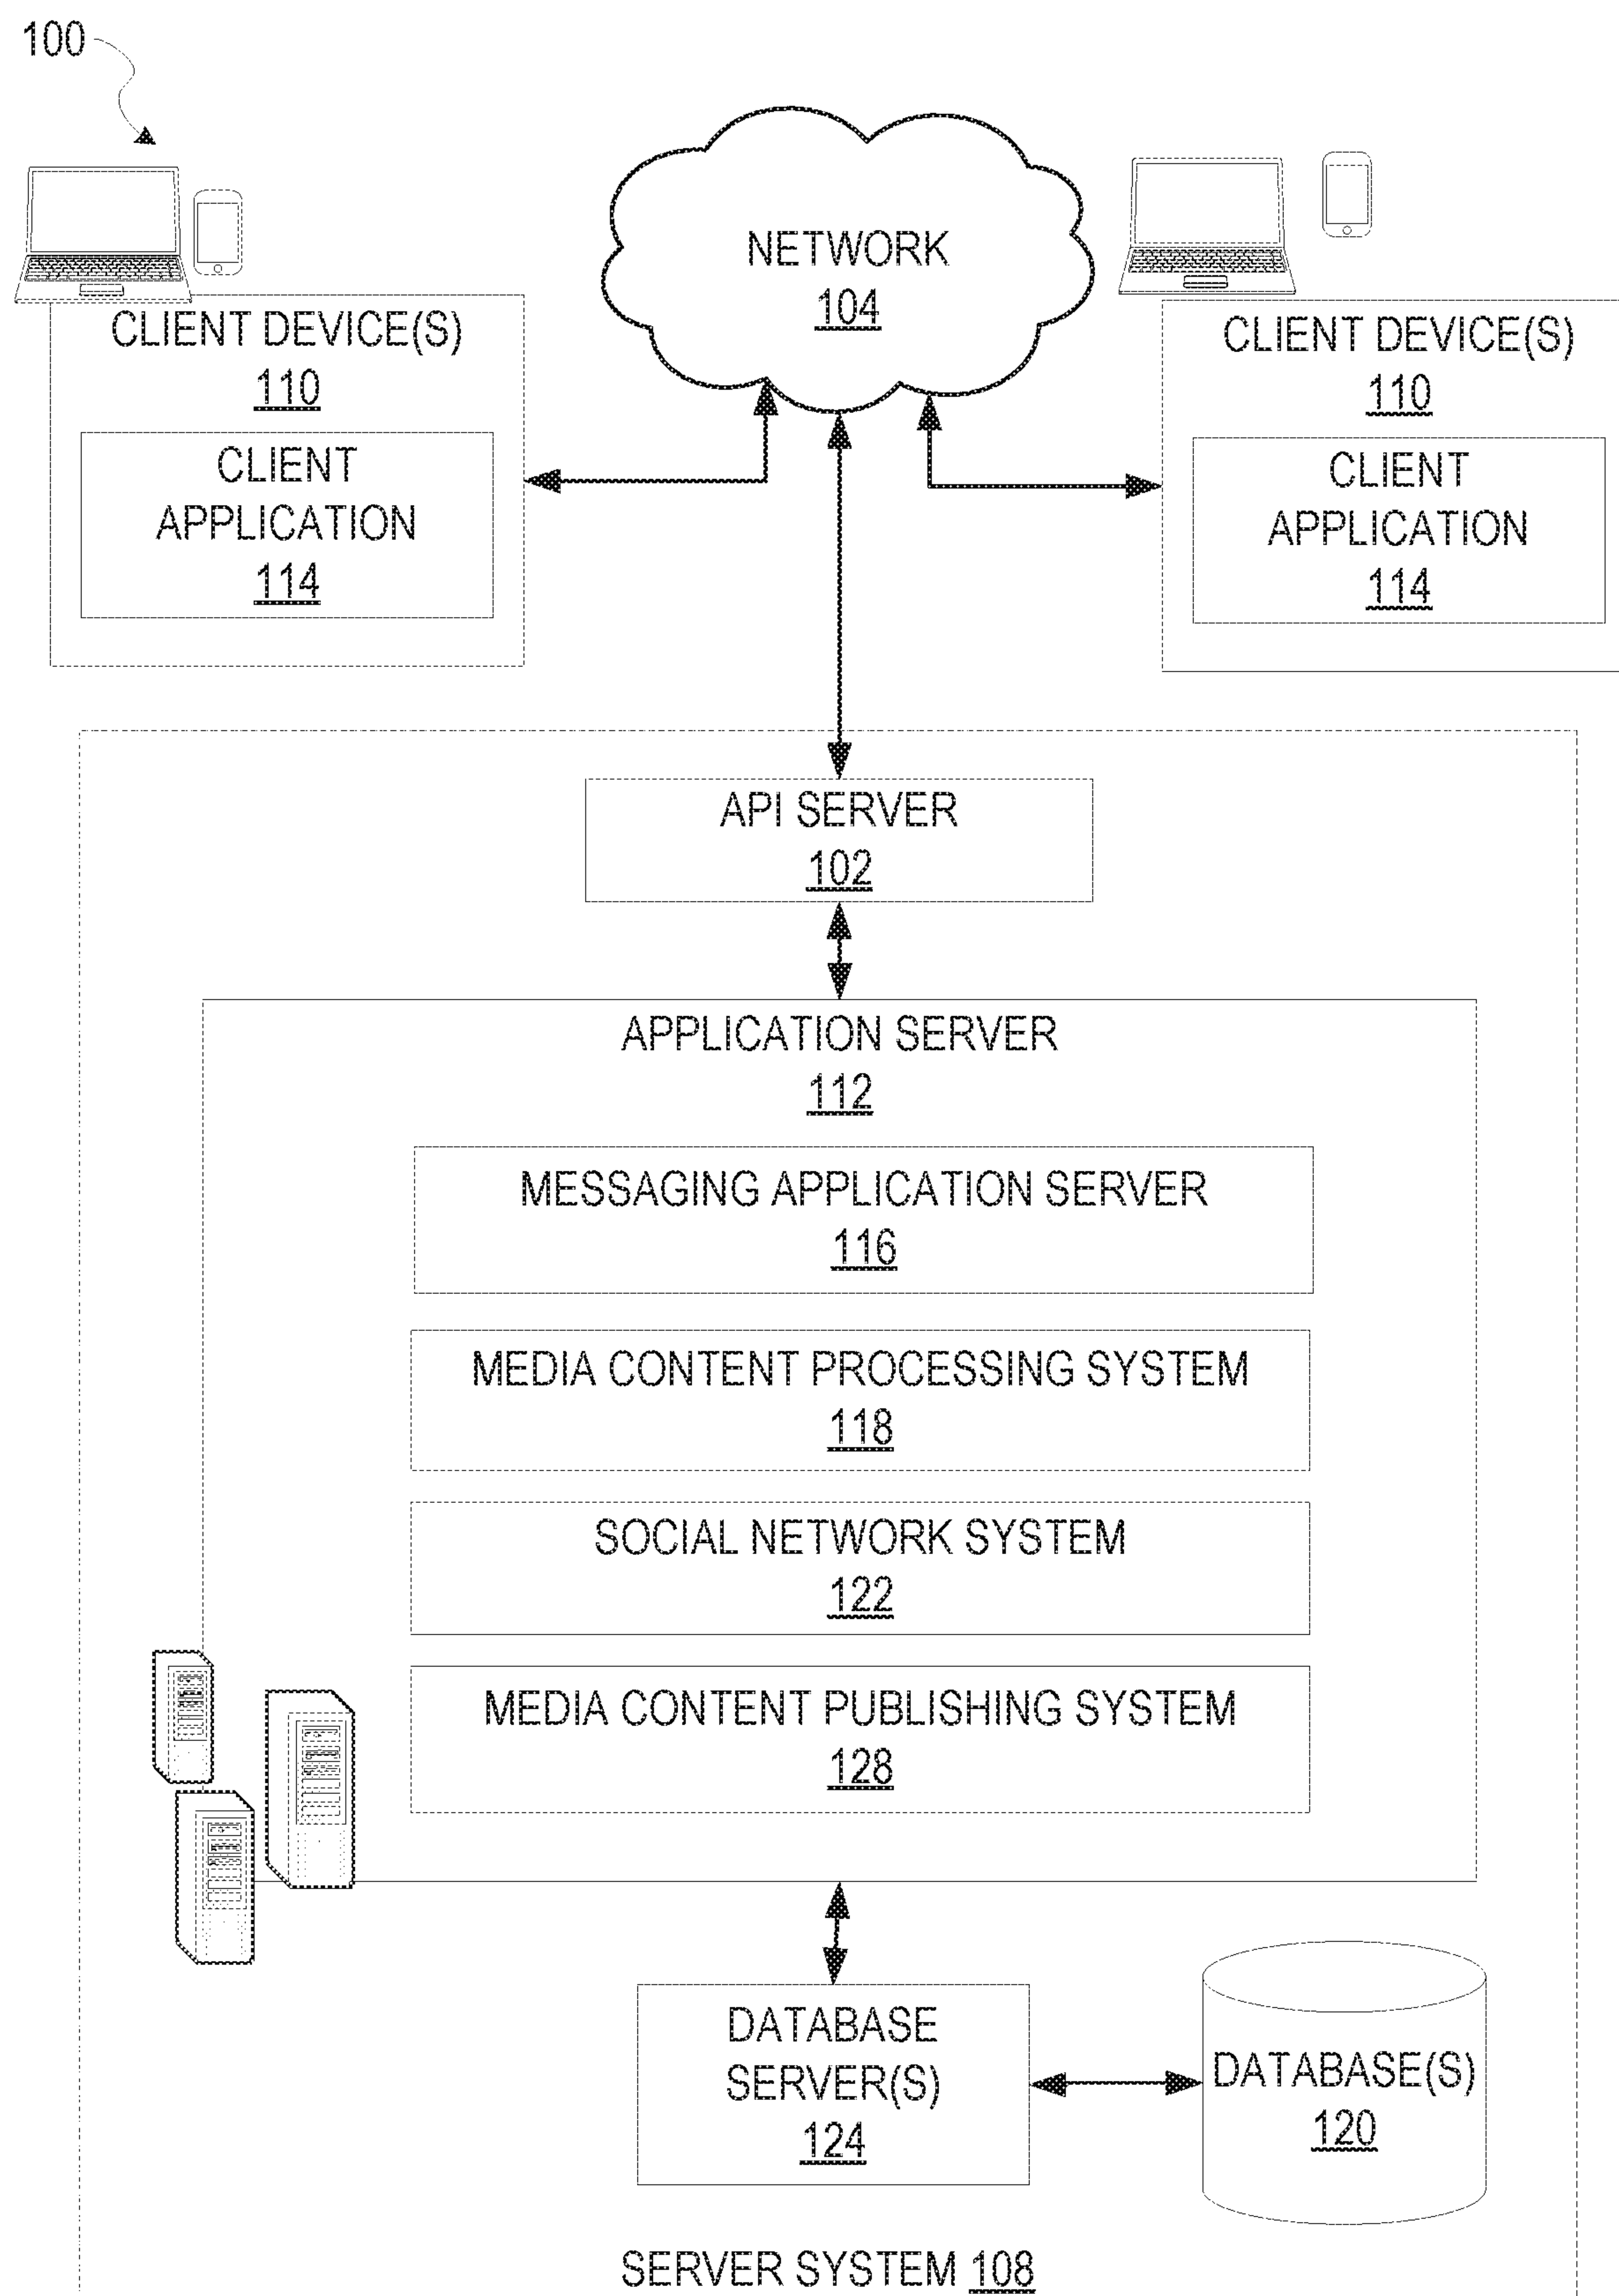 100
NETWORK
104
CLIENT DEVICE(S)
110
CLIENT
APPLICATION
114
CLIENT DEVICE(S)
110
CLIENT
APPLICATION
114
API SERVER
102
APPLICATION SERVER
112
MESSAGING APPLICATION SERVER
116
MEDIA CONTENT PROCESSING SYSTEM
118
SOCIAL NETWORK SYSTEM
122
MEDIA CONTENT PUBLISHING SYSTEM
128
DATABASE
SERVER(S)
124
DATABASE(S)
120
SERVER SYSTEM 108